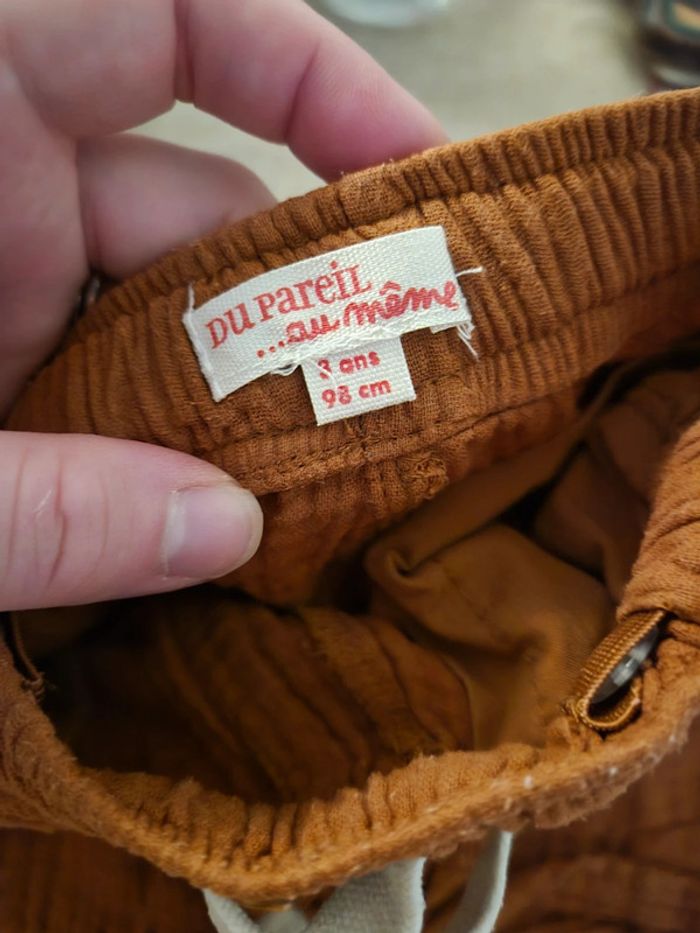 DU PAREIL
...au même
3 ans
98 cm